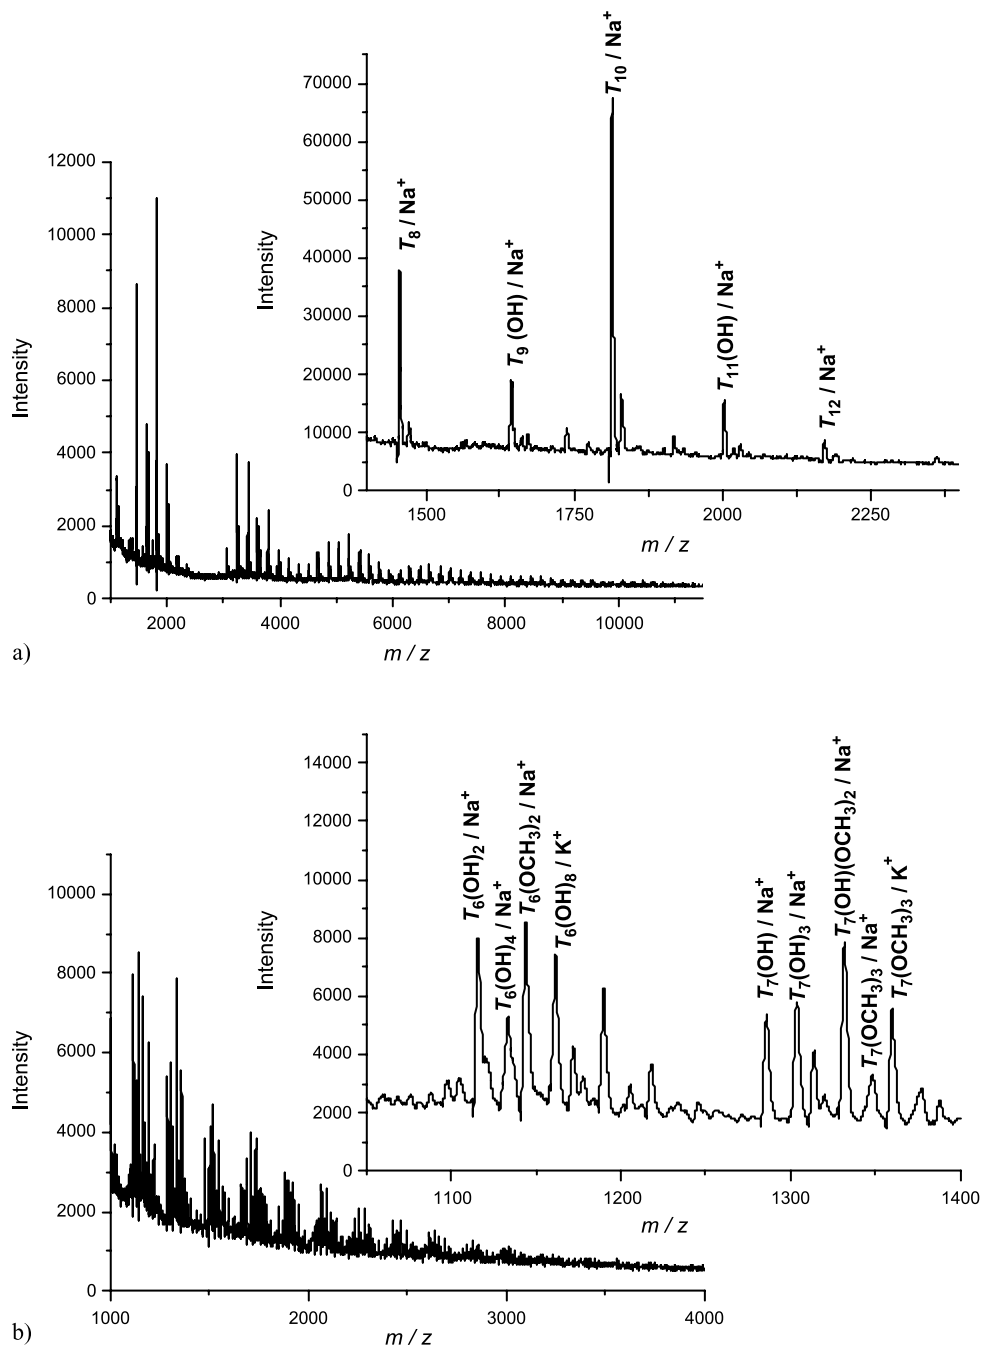 T10 / Na+
70000
60000
50000
40000
30000
20000
10000
0
Intensity
T8 / Na+
T9 (OH) / Na+
T11(OH) / Na+
T12 / Na+
1500
1750
2000
2250
m / z
12000
10000
8000
6000
4000
2000
0
Intensity
2000
4000
6000
8000
10000
m / z
a)
14000
12000
10000
8000
6000
4000
2000
0
Intensity
T6(OH)2 / Na+
T6(OH)4 / Na+
T6(OCH3)2 / Na+
T6(OH)8 / K+
T7(OH) / Na+
T7(OH)3 / Na+
T7(OH)(OCH3)2 / Na+
T7(OCH3)3 / Na+
T7(OCH3)3 / K+
1100
1200
1300
1400
m / z
10000
8000
6000
4000
2000
0
Intensity
1000
2000
3000
4000
m / z
b)